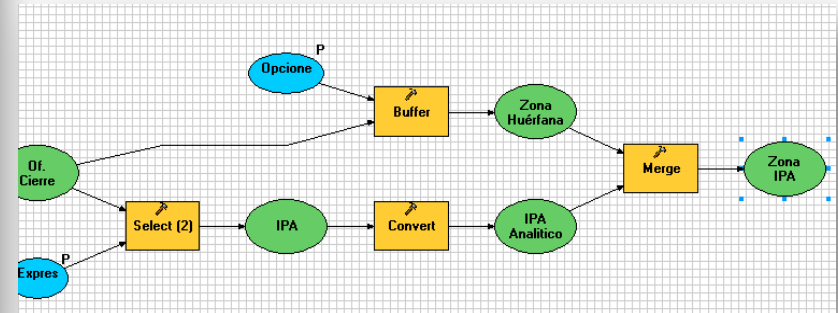 P
Opcione
Buffer
Zona
Huérfana
Of.
Cierre
Merge
Zona
IPA
Select (2)
IPA
Convert
IPA
Analitico
P
Expres